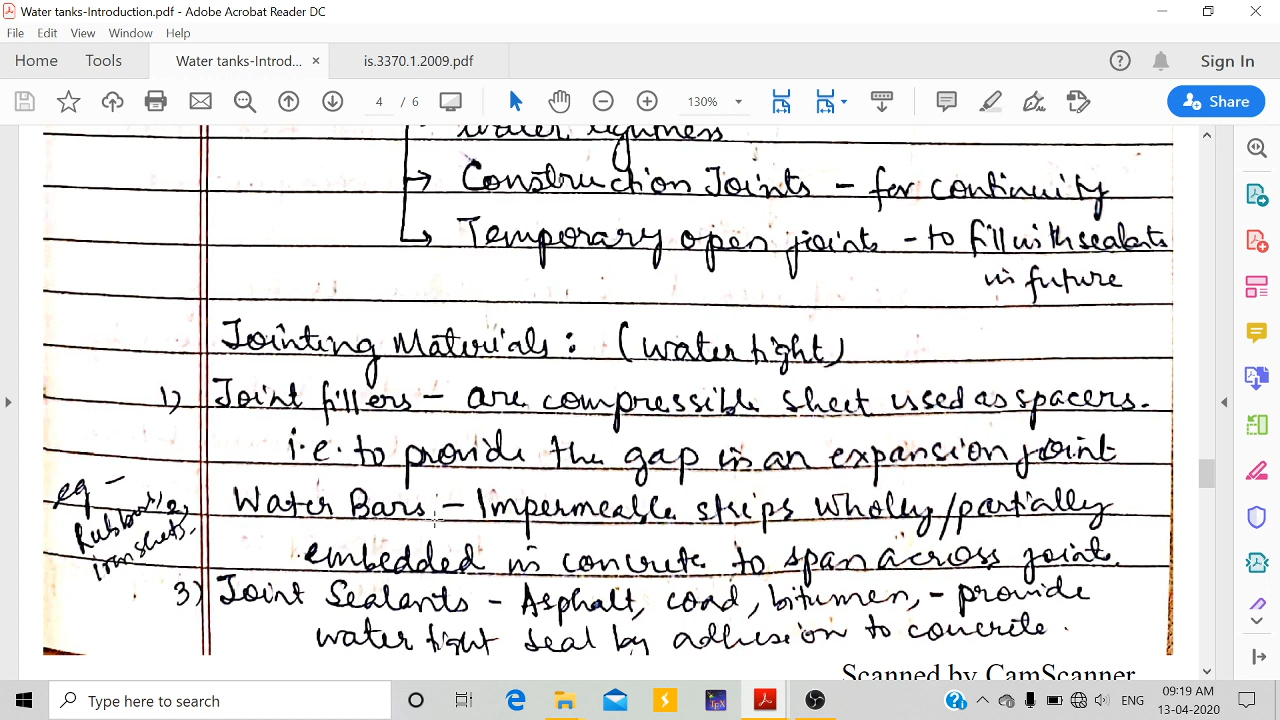 Water tanks-Introduction.pdf - Adobe Acrobat Reader DC
File Edit View Window Help
Home Tools Water tanks-Introd... × is.3370.1.2009.pdf Sign In
4 / 6 130% Share
Water
→ Construction Joints - for continuity
→ Temporary open joints - to fill with sealants
in future
Jointing Materials : (water tight)
1) Joint fillers - are compressible sheet used as spacers.
i.e. to provide the gap in an expansion joint
eg -
Water Bars :- Impermeable strips wholly/partially
embedded in concrete to span across joint.
3) Joint Sealants - Asphalt, coad, bitumen, - provide
water tight seal by adhesion to concrete.
Scanned by CamScanner
Type here to search
ENG
09:19 AM
13-04-2020